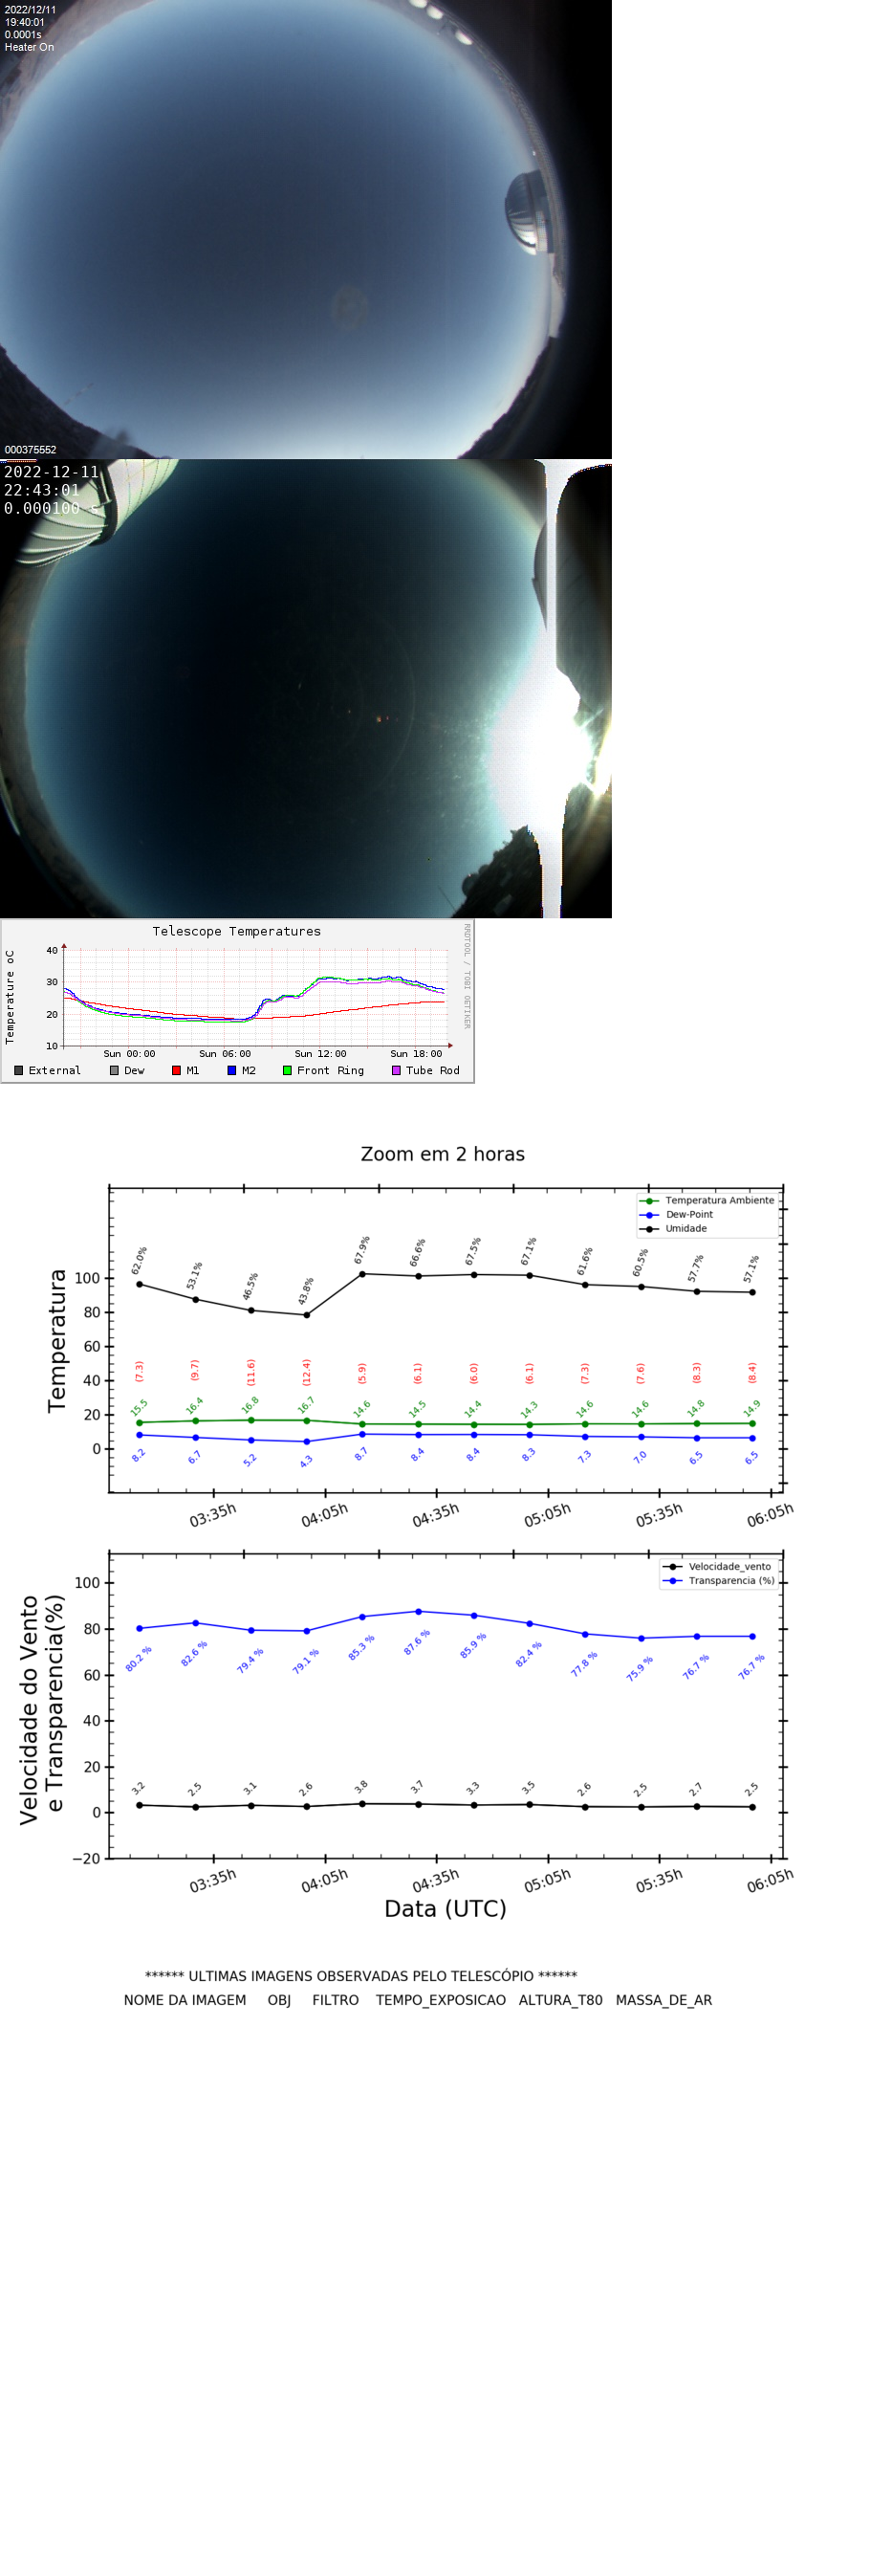 2022/12/11
19:40:01
0.0001s
Heater On
000375552
2022-12-11
22:43:01
0.000100 s
Telescope Temperatures
RRDTOOL / TOBI OETIKER
Temperature oC
40
30
20
10
Sun 00:00 Sun 06:00 Sun 12:00 Sun 18:00
External Dew M1 M2 Front Ring Tube Rod
Zoom em 2 horas
Temperatura Ambiente
Dew-Point
Umidade
Temperatura
100
80
60
40
20
0
62.0% 53.1% 46.5% 43.8% 67.9% 66.6% 67.5% 67.1% 61.6% 60.5% 57.7% 57.1%
(7.3) (9.7) (11.6) (12.4) (5.9) (6.1) (6.0) (6.1) (7.3) (7.6) (8.3) (8.4)
15.5 16.4 16.8 16.7 14.6 14.5 14.4 14.3 14.6 14.6 14.8 14.9
8.2 6.7 5.2 4.3 8.7 8.4 8.4 8.3 7.3 7.0 6.5 6.5
03:35h 04:05h 04:35h 05:05h 05:35h 06:05h
Velocidade_vento
Transparencia (%)
Velocidade do Vento
e Transparencia(%)
100
80
60
40
20
0
−20
80.2 % 82.6 % 79.4 % 79.1 % 85.3 % 87.6 % 85.9 % 82.4 % 77.8 % 75.9 % 76.7 % 76.7 %
3.2 2.5 3.1 2.6 3.8 3.7 3.3 3.5 2.6 2.5 2.7 2.5
03:35h 04:05h 04:35h 05:05h 05:35h 06:05h
Data (UTC)
****** ULTIMAS IMAGENS OBSERVADAS PELO TELESCÓPIO ******
NOME DA IMAGEM OBJ FILTRO TEMPO_EXPOSICAO ALTURA_T80 MASSA_DE_AR